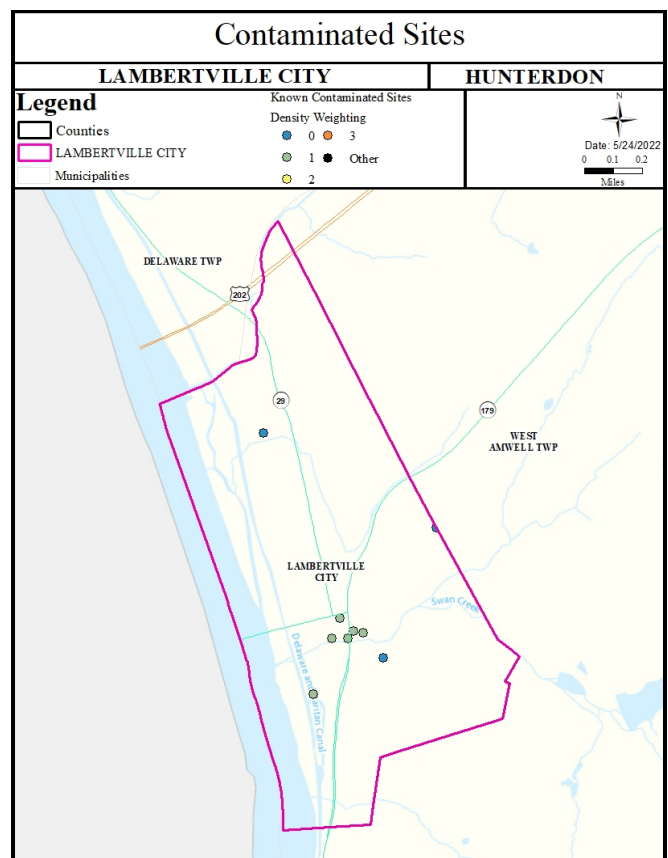 Contaminated Sites
LAMBERTVILLE CITY
HUNTERDON
Legend
Counties
LAMBERTVILLE CITY
Municipalities
Known Contaminated Sites
Density Weighting
0
3
1
Other
2
N
Date: 5/24/2022
0 0.1 0.2
Miles
DELAWARE TWP
202
29
179
WEST
AMWELL TWP
LAMBERTVILLE
CITY
Swan Creek
Delaware and Raritan Canal